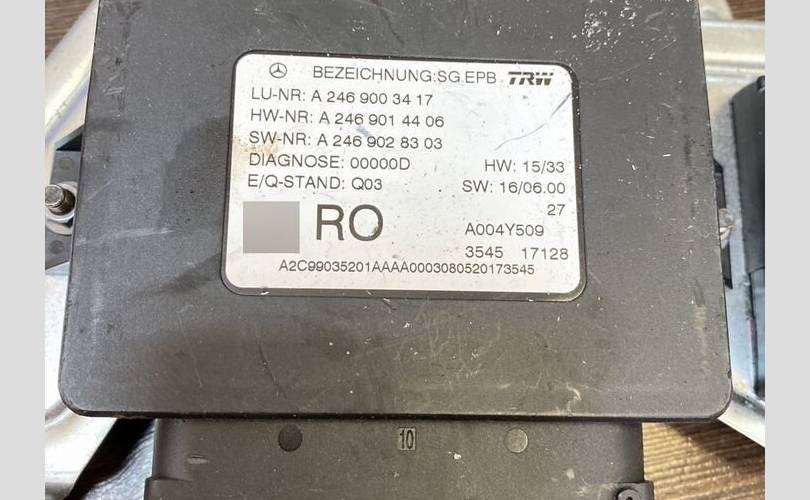 BEZEICHNUNG:SG.EPB TRW
LU-NR: A 246 900 34 17
HW-NR: A 246 901 44 06
SW-NR: A 246 902 83 03
DIAGNOSE: 00000D HW: 15/33
E/Q-STAND: Q03 SW: 16/06.00
27
RO A004Y509
3545 17128
A2C99035201AAAA0003080520173545
10